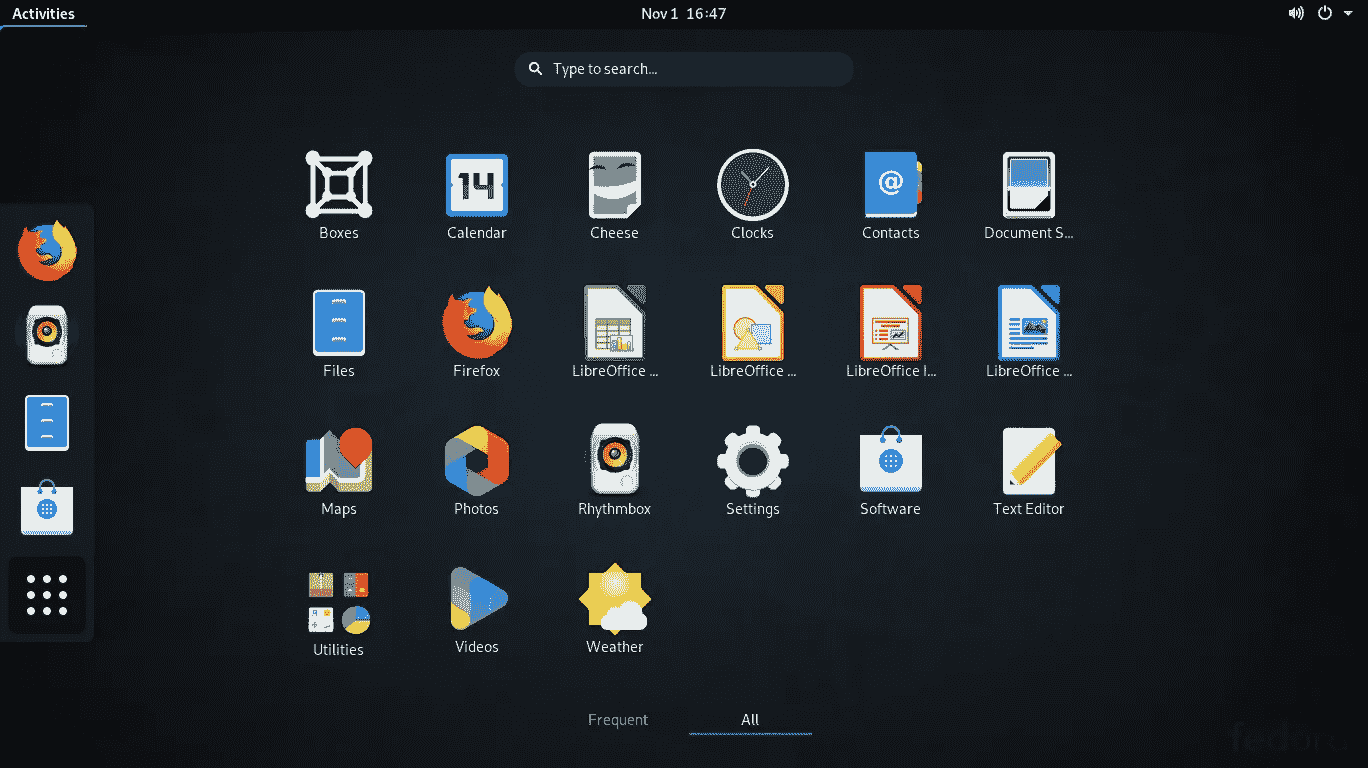 Activities
Nov 1 16:47
Type to search...
14
@
Boxes
Calendar
Cheese
Clocks
Contacts
Document S...
Files
Firefox
LibreOffice ...
LibreOffice ...
LibreOffice I...
LibreOffice ...
Maps
Photos
Rhythmbox
Settings
Software
Text Editor
Utilities
Videos
Weather
Frequent
All
fedora